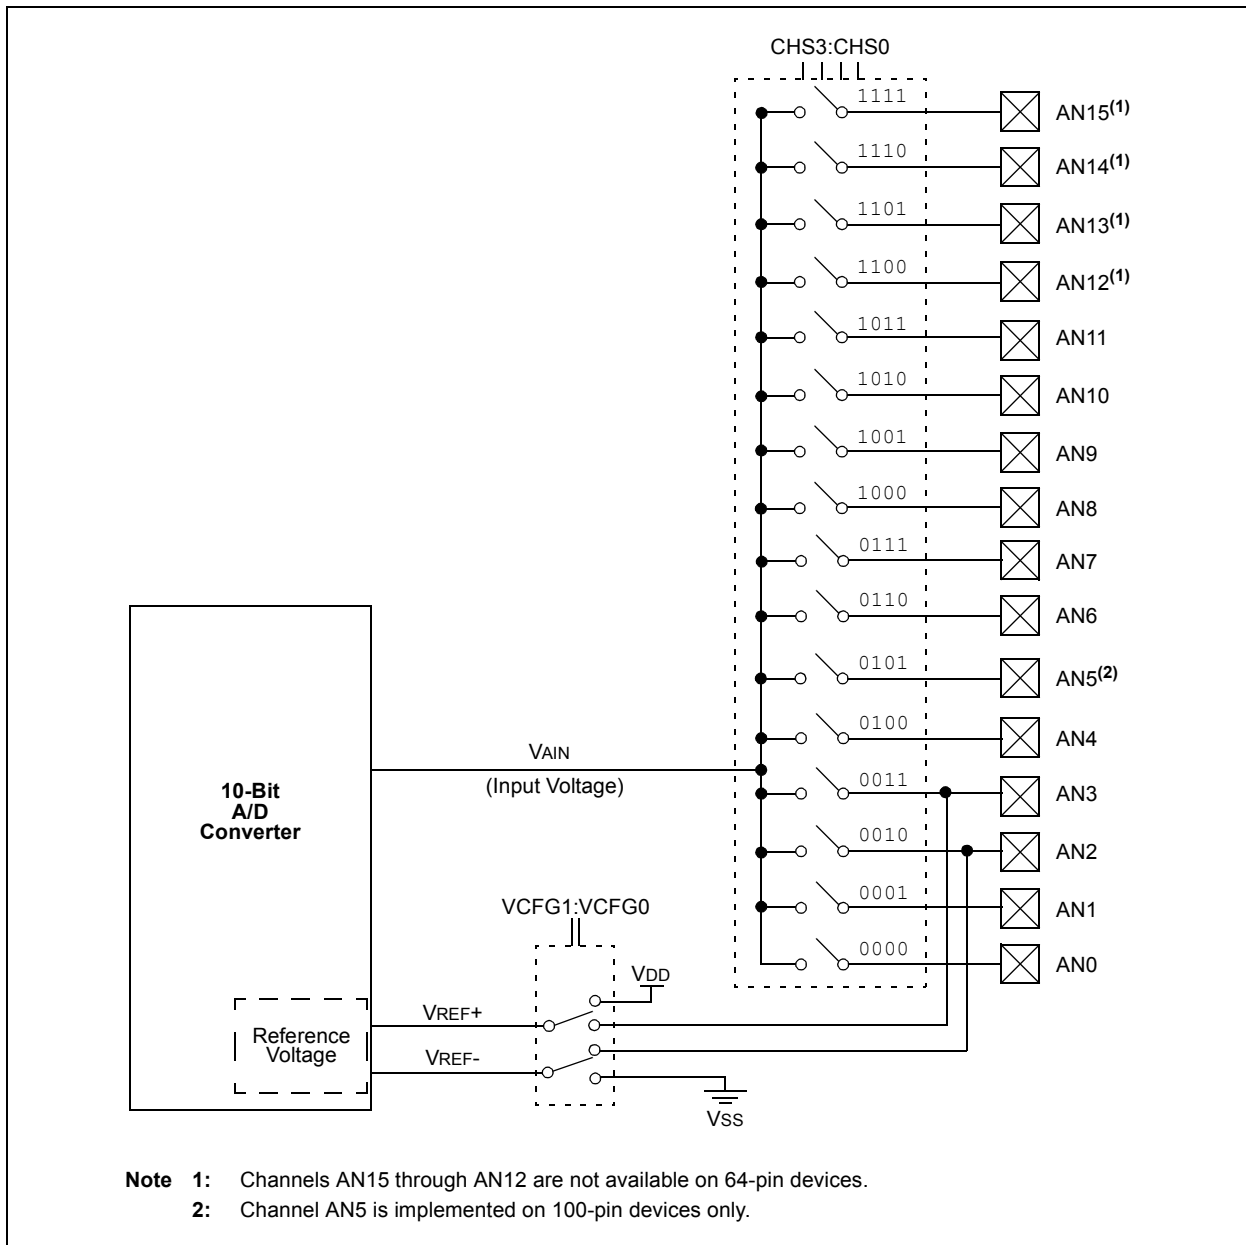 CHS3:CHS0
1111 AN15(1)
1110 AN14(1)
1101 AN13(1)
1100 AN12(1)
1011 AN11
1010 AN10
1001 AN9
1000 AN8
0111 AN7
0110 AN6
0101 AN5(2)
0100 AN4
VAIN
(Input Voltage)
0011 AN3
10-Bit
A/D
Converter
0010 AN2
0001 AN1
VCFG1:VCFG0
0000 AN0
VDD
VREF+
Reference
Voltage
VREF-
VSS
Note 1: Channels AN15 through AN12 are not available on 64-pin devices.
2: Channel AN5 is implemented on 100-pin devices only.